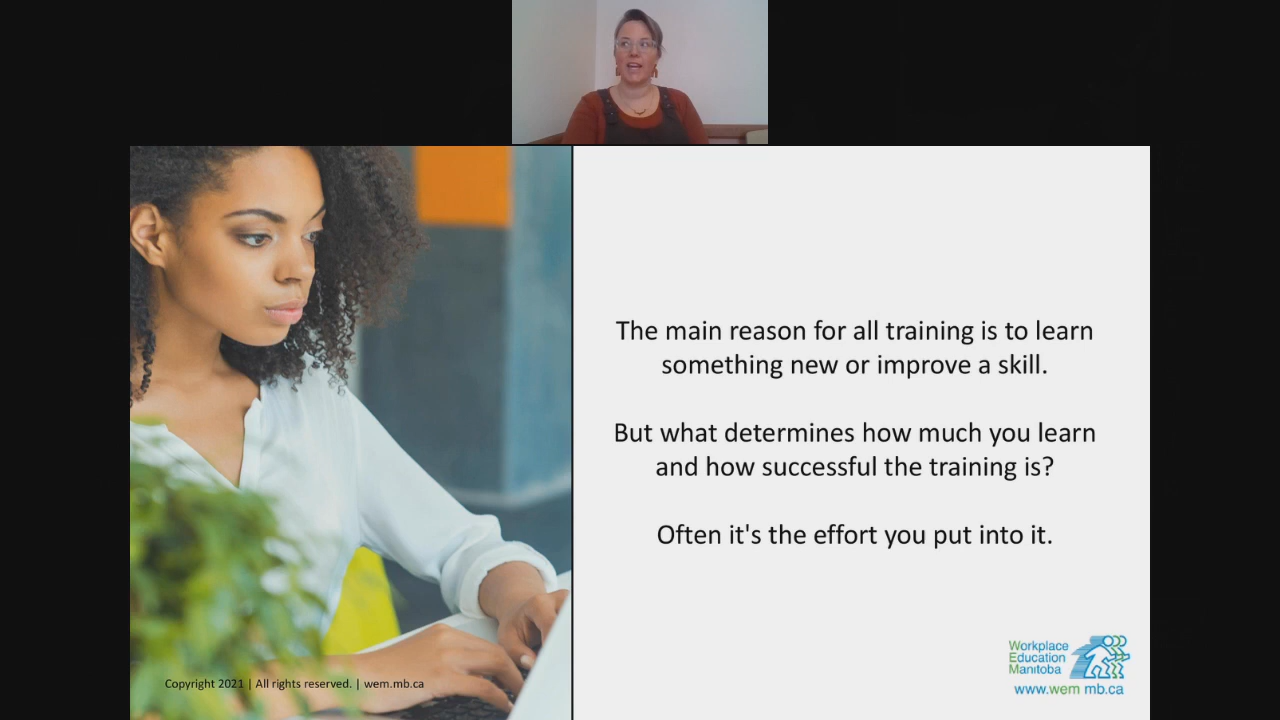 The main reason for all training is to learn
something new or improve a skill.
But what determines how much you learn
and how successful the training is?
Often it's the effort you put into it.
Copyright 2021 | All rights reserved. | wem.mb.ca
Workplace
Education
Manitoba
www.wem mb.ca